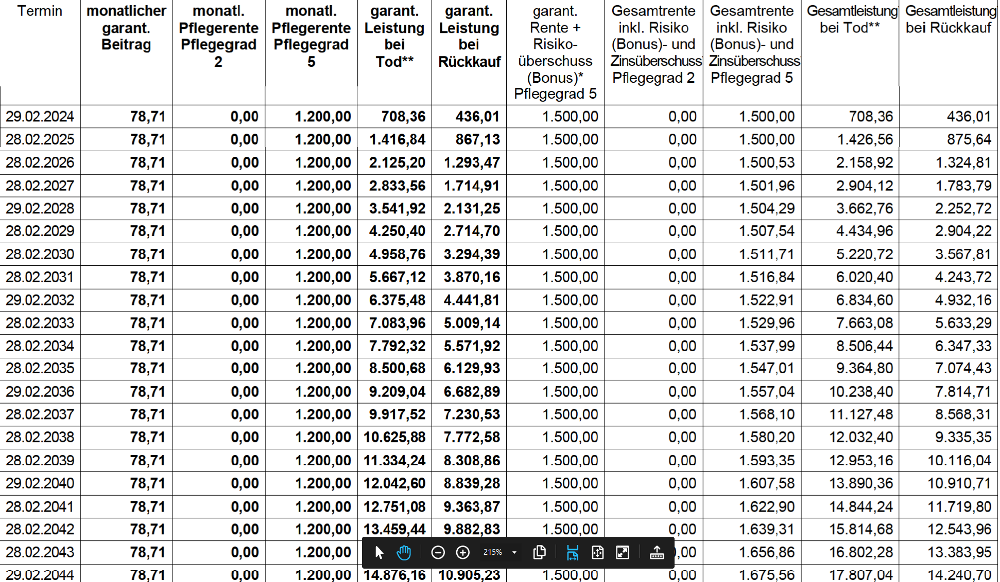 Termin monatlicher garant. Beitrag monatl. Pflegerente Pflegegrad 2 monatl. Pflegerente Pflegegrad 5 garant. Leistung bei Tod** garant. Leistung bei Rückkauf garant. Rente + Risiko- überschuss (Bonus)* Pflegegrad 5 Gesamtrente inkl. Risiko (Bonus)- und Zinsüberschuss Pflegegrad 2 Gesamtrente inkl. Risiko (Bonus)- und Zinsüberschuss Pflegegrad 5 Gesamtleistung bei Tod** Gesamtleistung bei Rückkauf
29.02.2024 78,71 0,00 1.200,00 708,36 436,01 1.500,00 0,00 1.500,00 708,36 436,01
28.02.2025 78,71 0,00 1.200,00 1.416,84 867,13 1.500,00 0,00 1.500,00 1.426,56 875,64
28.02.2026 78,71 0,00 1.200,00 2.125,20 1.293,47 1.500,00 0,00 1.500,53 2.158,92 1.324,81
28.02.2027 78,71 0,00 1.200,00 2.833,56 1.714,91 1.500,00 0,00 1.501,96 2.904,12 1.783,79
29.02.2028 78,71 0,00 1.200,00 3.541,92 2.131,25 1.500,00 0,00 1.504,29 3.662,76 2.252,72
28.02.2029 78,71 0,00 1.200,00 4.250,40 2.714,70 1.500,00 0,00 1.507,54 4.434,96 2.904,22
28.02.2030 78,71 0,00 1.200,00 4.958,76 3.294,39 1.500,00 0,00 1.511,71 5.220,72 3.567,81
28.02.2031 78,71 0,00 1.200,00 5.667,12 3.870,16 1.500,00 0,00 1.516,84 6.020,40 4.243,72
29.02.2032 78,71 0,00 1.200,00 6.375,48 4.441,81 1.500,00 0,00 1.522,91 6.834,60 4.932,16
28.02.2033 78,71 0,00 1.200,00 7.083,96 5.009,14 1.500,00 0,00 1.529,96 7.663,08 5.633,29
28.02.2034 78,71 0,00 1.200,00 7.792,32 5.571,92 1.500,00 0,00 1.537,99 8.506,44 6.347,33
28.02.2035 78,71 0,00 1.200,00 8.500,68 6.129,93 1.500,00 0,00 1.547,01 9.364,80 7.074,43
29.02.2036 78,71 0,00 1.200,00 9.209,04 6.682,89 1.500,00 0,00 1.557,04 10.238,40 7.814,71
28.02.2037 78,71 0,00 1.200,00 9.917,52 7.230,53 1.500,00 0,00 1.568,10 11.127,48 8.568,31
28.02.2038 78,71 0,00 1.200,00 10.625,88 7.772,58 1.500,00 0,00 1.580,20 12.032,40 9.335,35
28.02.2039 78,71 0,00 1.200,00 11.334,24 8.308,86 1.500,00 0,00 1.593,35 12.953,16 10.116,04
29.02.2040 78,71 0,00 1.200,00 12.042,60 8.839,28 1.500,00 0,00 1.607,58 13.890,36 10.910,71
28.02.2041 78,71 0,00 1.200,00 12.751,08 9.363,87 1.500,00 0,00 1.622,90 14.844,24 11.719,80
28.02.2042 78,71 0,00 1.200,00 13.459,44 9.882,83 1.500,00 0,00 1.639,31 15.814,68 12.543,96
28.02.2043 78,71 0,00 1.200,00 215% ,00 1.656,86 16.802,28 13.383,95
29.02.2044 78,71 0,00 1.200,00 14.876,16 10.905,23 1.500,00 0,00 1.675,56 17.807,04 14.240,70